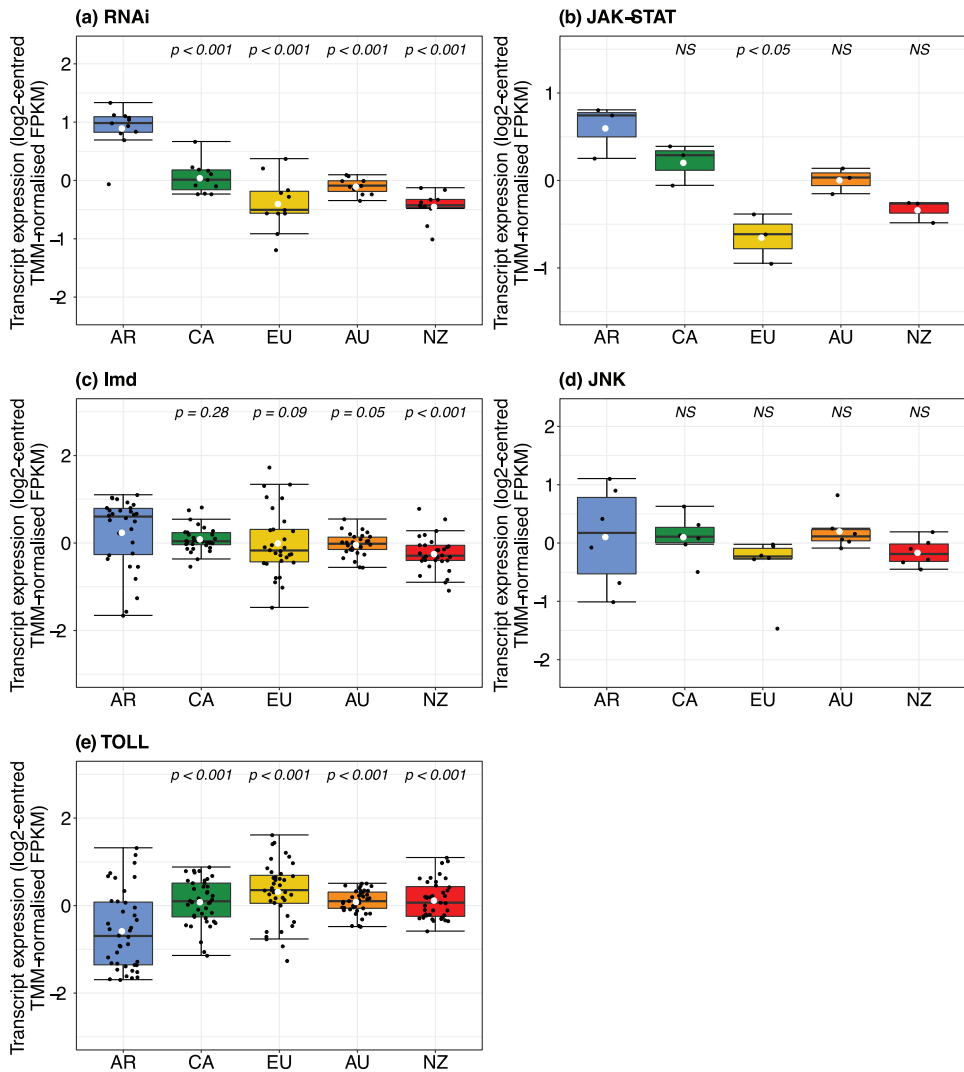 (a) RNAi
p < 0.001 p < 0.001 p < 0.001 p < 0.001
Transcript expression (log2-centred
TMM-normalised FPKM)
2
1
0
−1
−2
AR CA EU AU NZ
(b) JAK-STAT
NS p < 0.05 NS NS
Transcript expression (log2-centred
TMM-normalised FPKM)
1
0
−1
AR CA EU AU NZ
(c) Imd
p = 0.28 p = 0.09 p = 0.05 p < 0.001
Transcript expression (log2-centred
TMM-normalised FPKM)
2
0
−2
AR CA EU AU NZ
(d) JNK
NS NS NS NS
Transcript expression (log2-centred
TMM-normalised FPKM)
2
1
0
−1
−2
AR CA EU AU NZ
(e) TOLL
p < 0.001 p < 0.001 p < 0.001 p < 0.001
Transcript expression (log2-centred
TMM-normalised FPKM)
2
0
−2
AR CA EU AU NZ